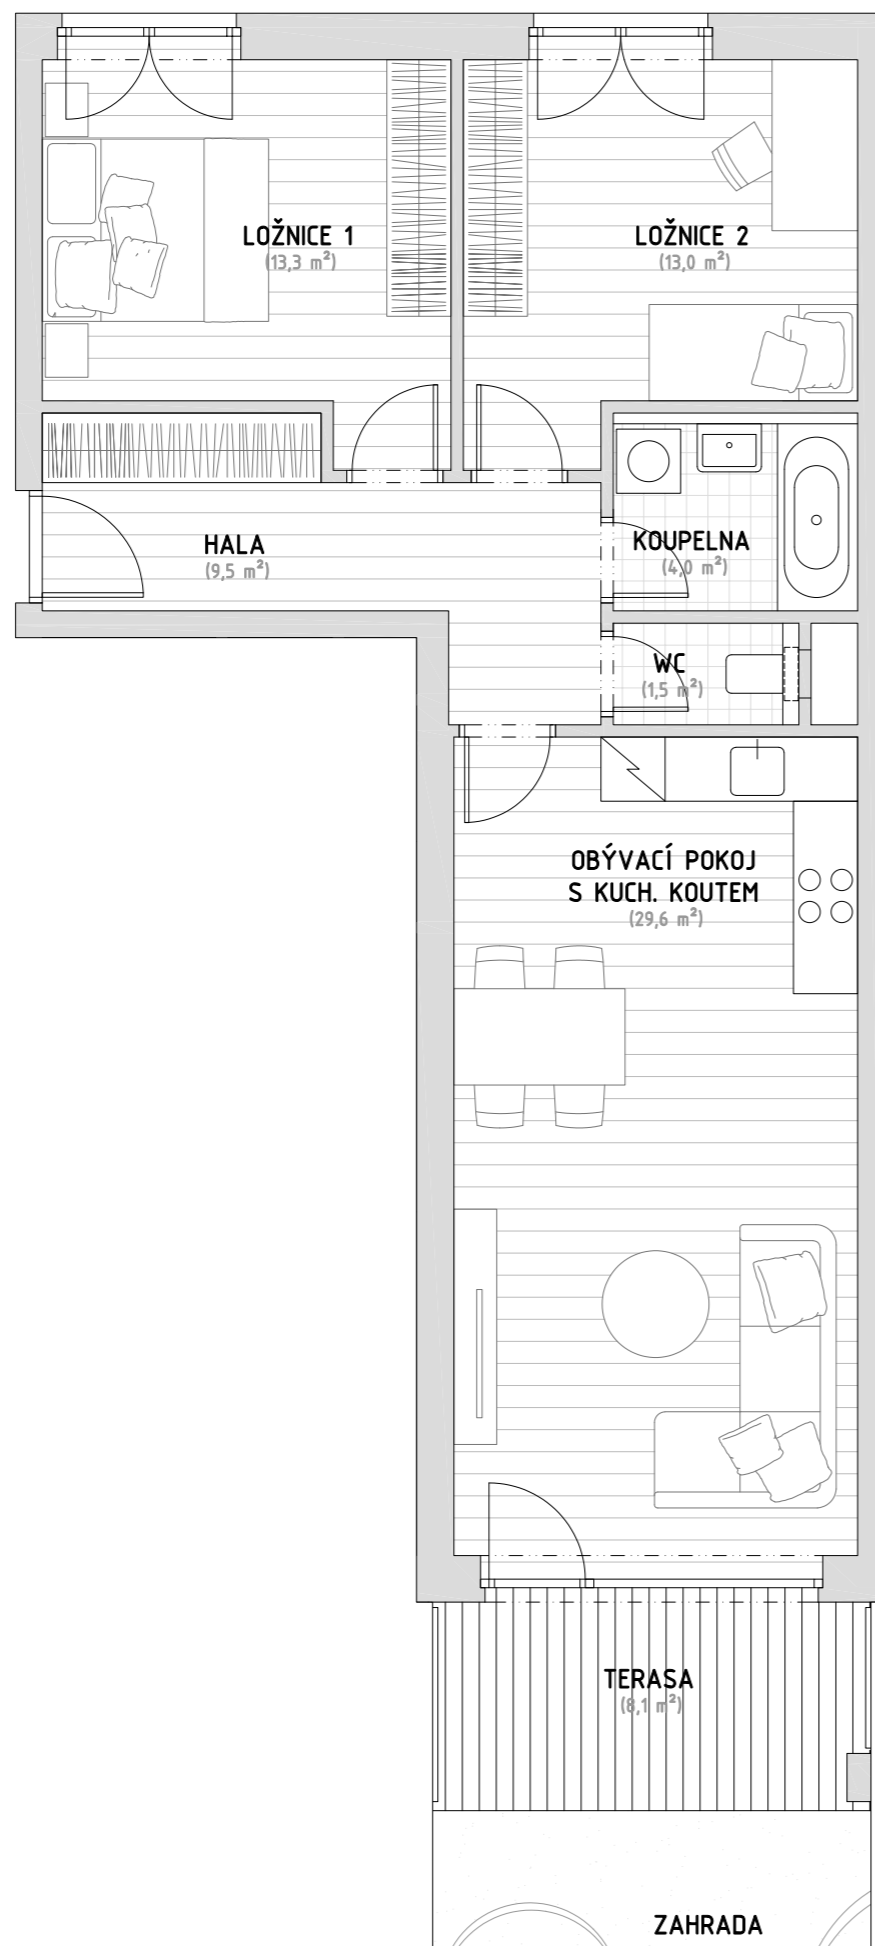 LOŽNICE 1
(13,3 m²)
LOŽNICE 2
(13,0 m²)
HALA
(9,5 m²)
KOUPELNA
(4,0 m²)
WC
(1,5 m²)
OBÝVACÍ POKOJ
S KUCH. KOUTEM
(29,6 m²)
TERASA
(8,1 m²)
ZAHRADA